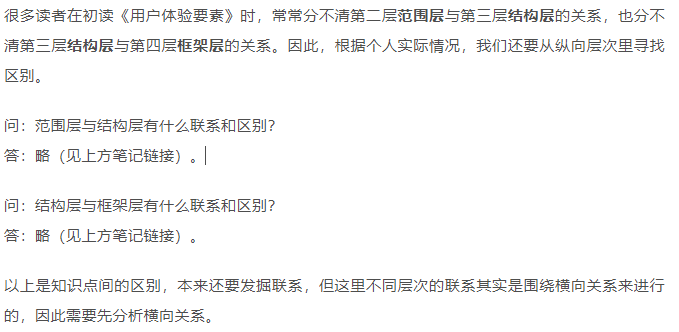 很多读者在初读《用户体验要素》时，常常分不清第二层范围层与第三层结构层的关系，也分不
清第三层结构层与第四层框架层的关系。因此，根据个人实际情况，我们还要从纵向层次里寻找
区别。
问：范围层与结构层有什么联系和区别？
答：略（见上方笔记链接）。
问：结构层与框架层有什么联系和区别？
答：略（见上方笔记链接）。
以上是知识点间的区别，本来还要发掘联系，但这里不同层次的联系其实是围绕横向关系来进行
的，因此需要先分析横向关系。